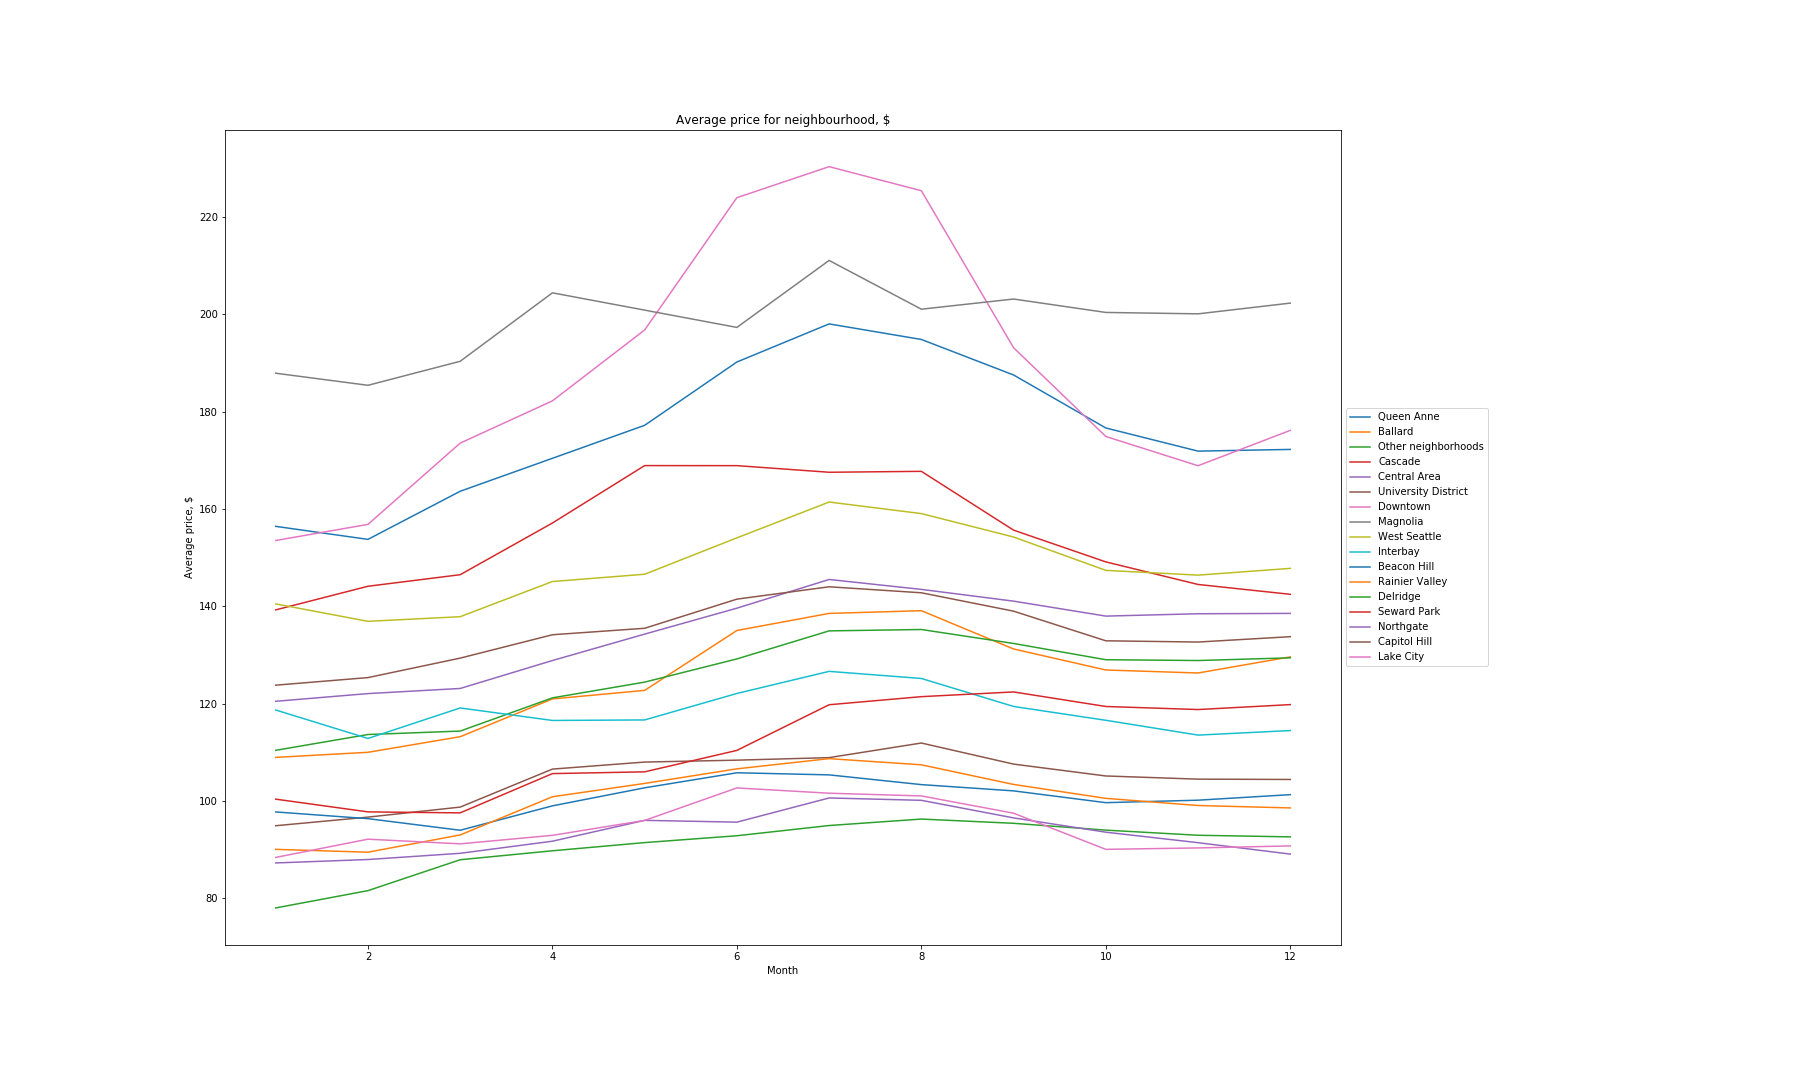 Average price for neighbourhood, $
220
200
180
160
140
120
100
80
Average price, $
2 4 6 8 10 12
Month
Queen Anne
Ballard
Other neighborhoods
Cascade
Central Area
University District
Downtown
Magnolia
West Seattle
Interbay
Beacon Hill
Rainier Valley
Delridge
Seward Park
Northgate
Capitol Hill
Lake City